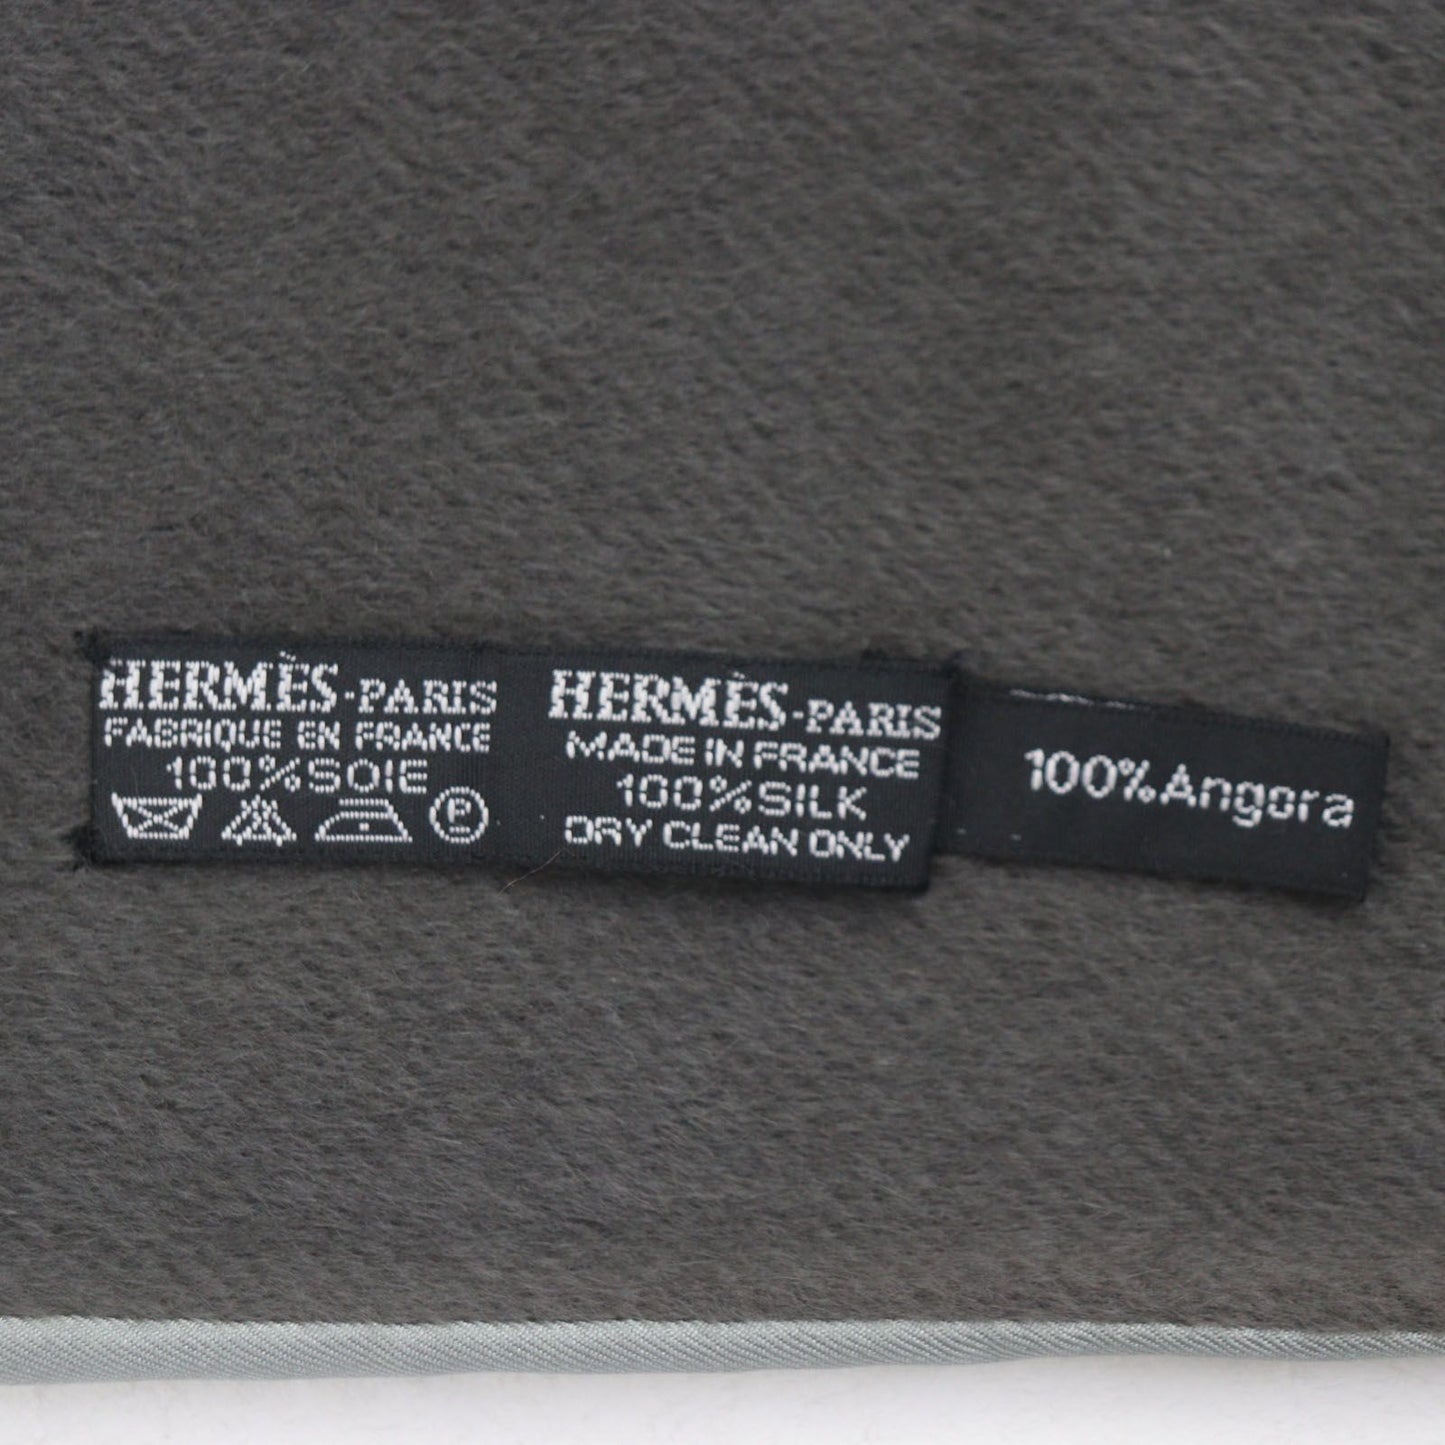 HERMÈS-PARIS
FABRIQUE EN FRANCE
100%SOIE
P
HERMÈS-PARIS
MADE IN FRANCE
100%SILK
DRY CLEAN ONLY
100%Angora